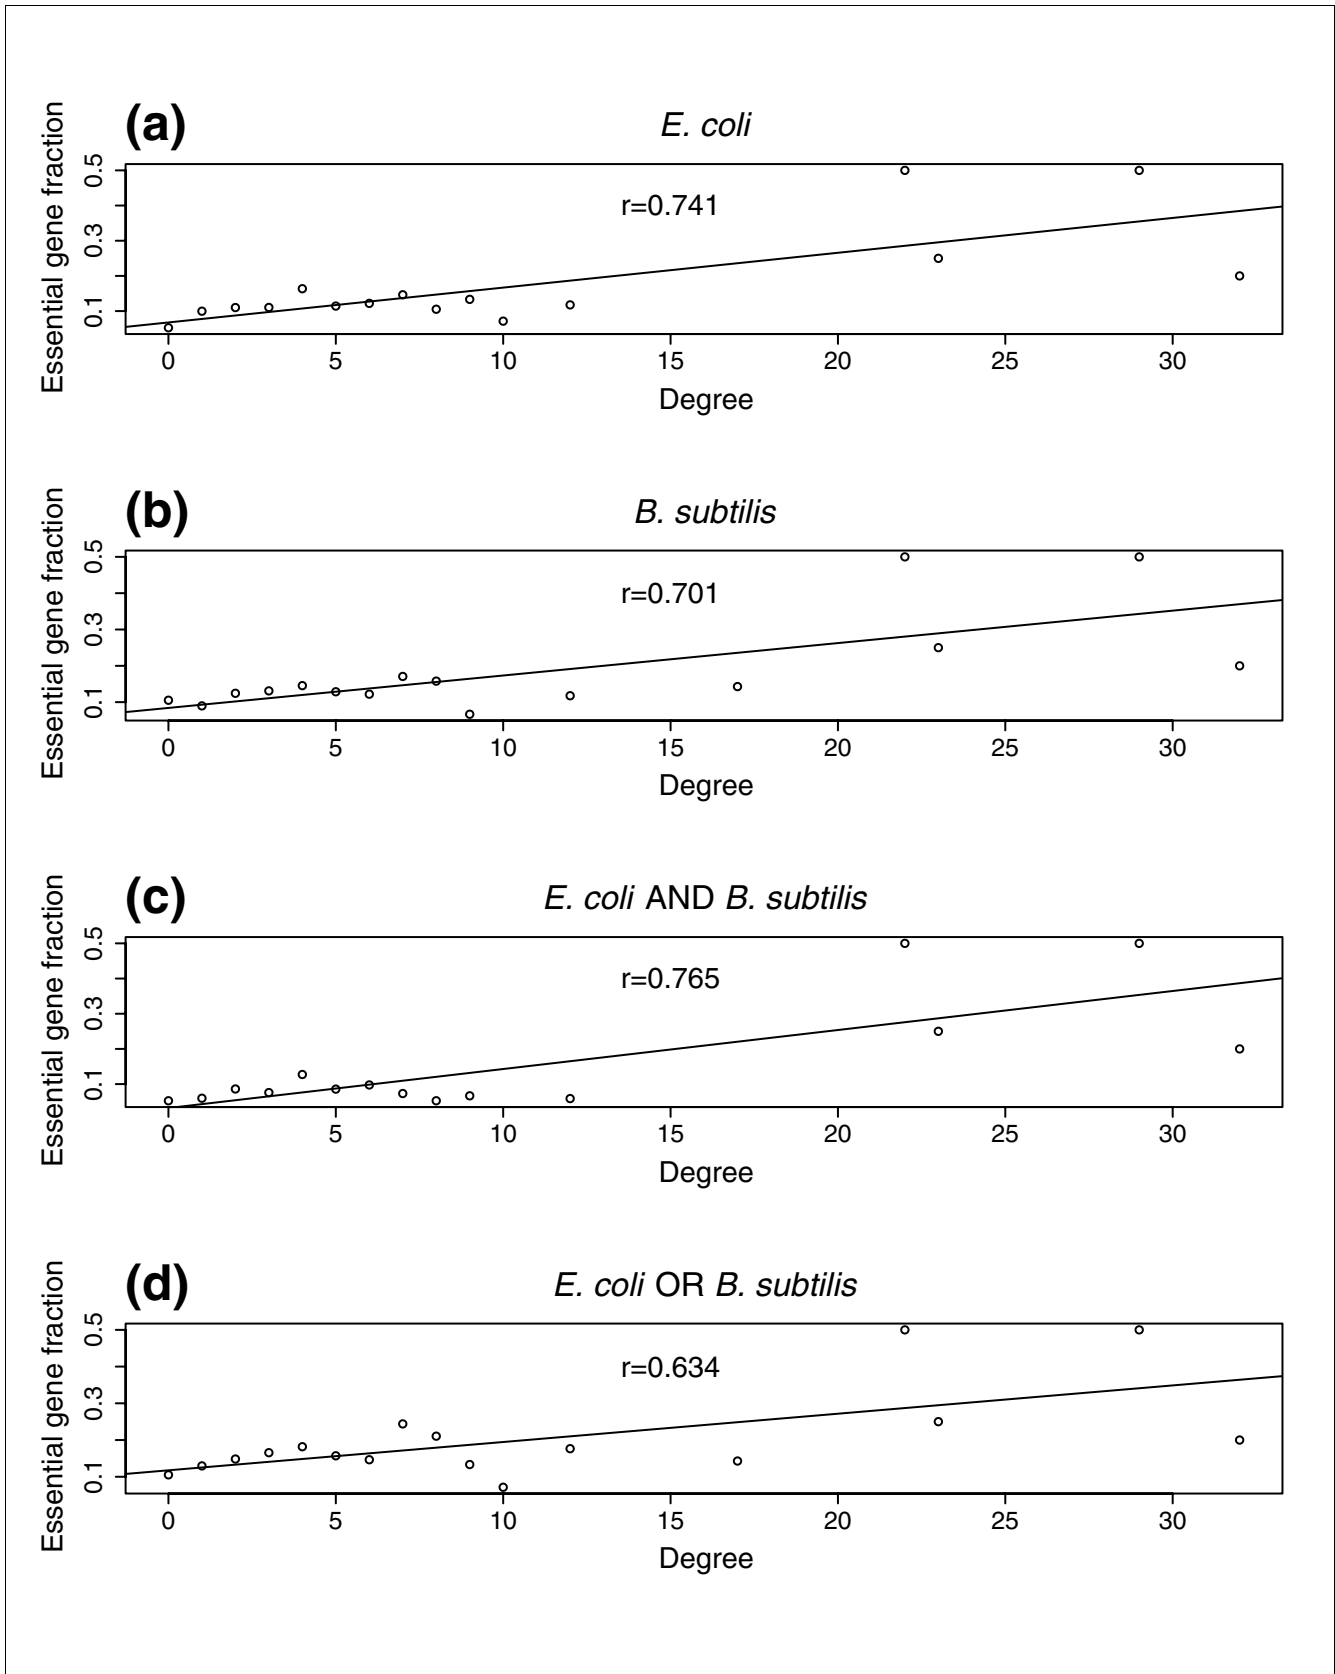 (a)
E. coli
Essential gene fraction
0.5
0.3
0.1
r=0.741
0 5 10 15 20 25 30
Degree
(b)
B. subtilis
Essential gene fraction
0.5
0.3
0.1
r=0.701
0 5 10 15 20 25 30
Degree
(c)
E. coli AND B. subtilis
Essential gene fraction
0.5
0.3
0.1
r=0.765
0 5 10 15 20 25 30
Degree
(d)
E. coli OR B. subtilis
Essential gene fraction
0.5
0.3
0.1
r=0.634
0 5 10 15 20 25 30
Degree